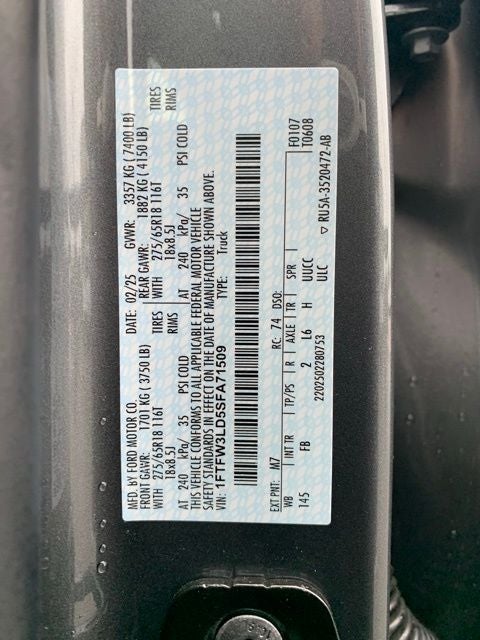 MFD. BY FORD MOTOR CO. DATE: 02/25 GVWR: 3357 KG ( 7400 LB)
FRONT GAWR: 1701 KG ( 3750 LB) REAR GAWR: 1882 KG ( 4150 LB)
WITH 275/65R18 116T TIRES WITH 275/65R18 116T TIRES
18x8.5J RIMS 18x8.5J RIMS
AT 240 kPa/ 35 PSI COLD AT 240 kPa/ 35 PSI COLD
THIS VEHICLE CONFORMS TO ALL APPLICABLE FEDERAL MOTOR VEHICLE
SAFETY STANDARDS IN EFFECT ON THE DATE OF MANUFACTURE SHOWN ABOVE.
VIN: 1FTFW3LD5SFA71509 TYPE: Truck
F0107
T0608
EXT PNT: M7 RC: 74 DSO:
WB INT TR TP/PS R AXLE TR SPR
145 FB 2 L6 H UUCC
ULC
2202502280753 ▽ RU5A-3520472-AB